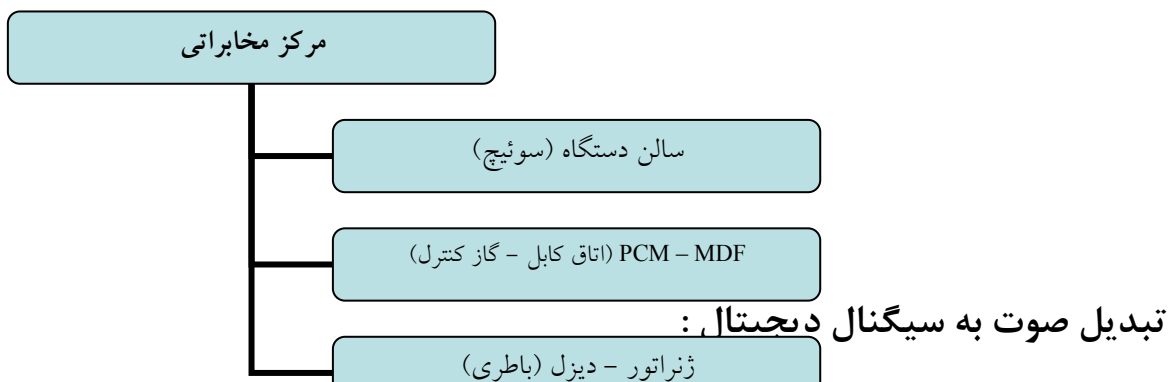 مرکز مخابراتی
سالن دستگاه (سوئیچ)
PCM – MDF (اتاق کابل – گاز کنترل)
تبدیل صوت به سیگنال دیجیتال :
ژنراتور – دیزل (باطری)